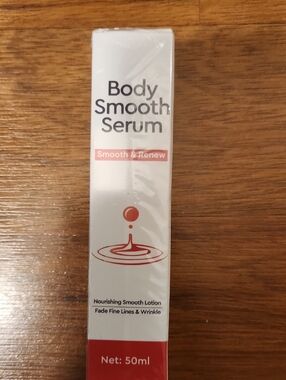 Body
Smooth
Serum
Smooth & Renew
Nourishing Smooth Lotion
Fade Fine Lines & Wrinkle
Net: 50ml